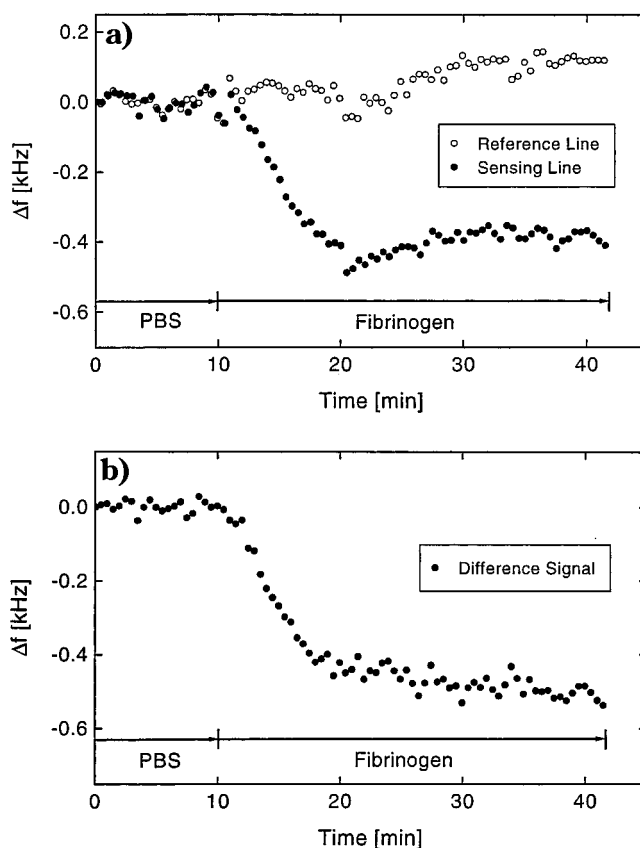 a)
0.2
0.0
-0.2
-0.4
-0.6
Δf [kHz]
Reference Line
Sensing Line
PBS
Fibrinogen
0 10 20 30 40
Time [min]
b)
0.0
-0.2
-0.4
-0.6
Δf [kHz]
Difference Signal
PBS
Fibrinogen
0 10 20 30 40
Time [min]